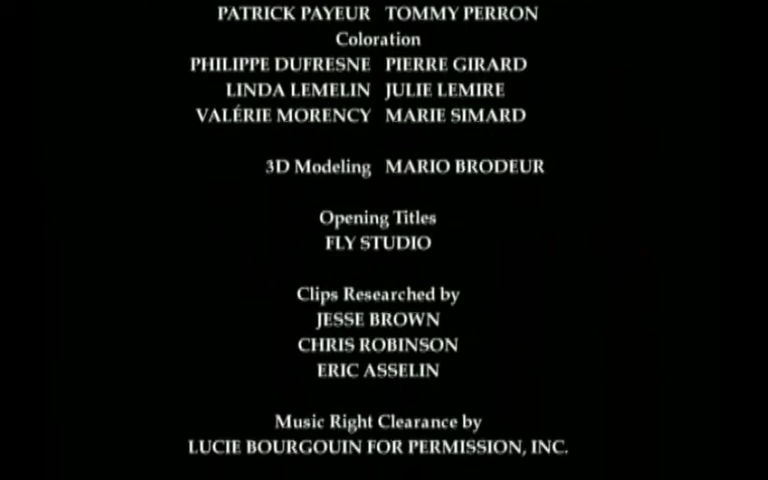 PATRICK PAYEUR TOMMY PERRON
Coloration
PHILIPPE DUFRESNE PIERRE GIRARD
LINDA LEMELIN JULIE LEMIRE
VALÉRIE MORENCY MARIE SIMARD
3D Modeling MARIO BRODEUR
Opening Titles
FLY STUDIO
Clips Researched by
JESSE BROWN
CHRIS ROBINSON
ERIC ASSELIN
Music Right Clearance by
LUCIE BOURGOUIN FOR PERMISSION, INC.